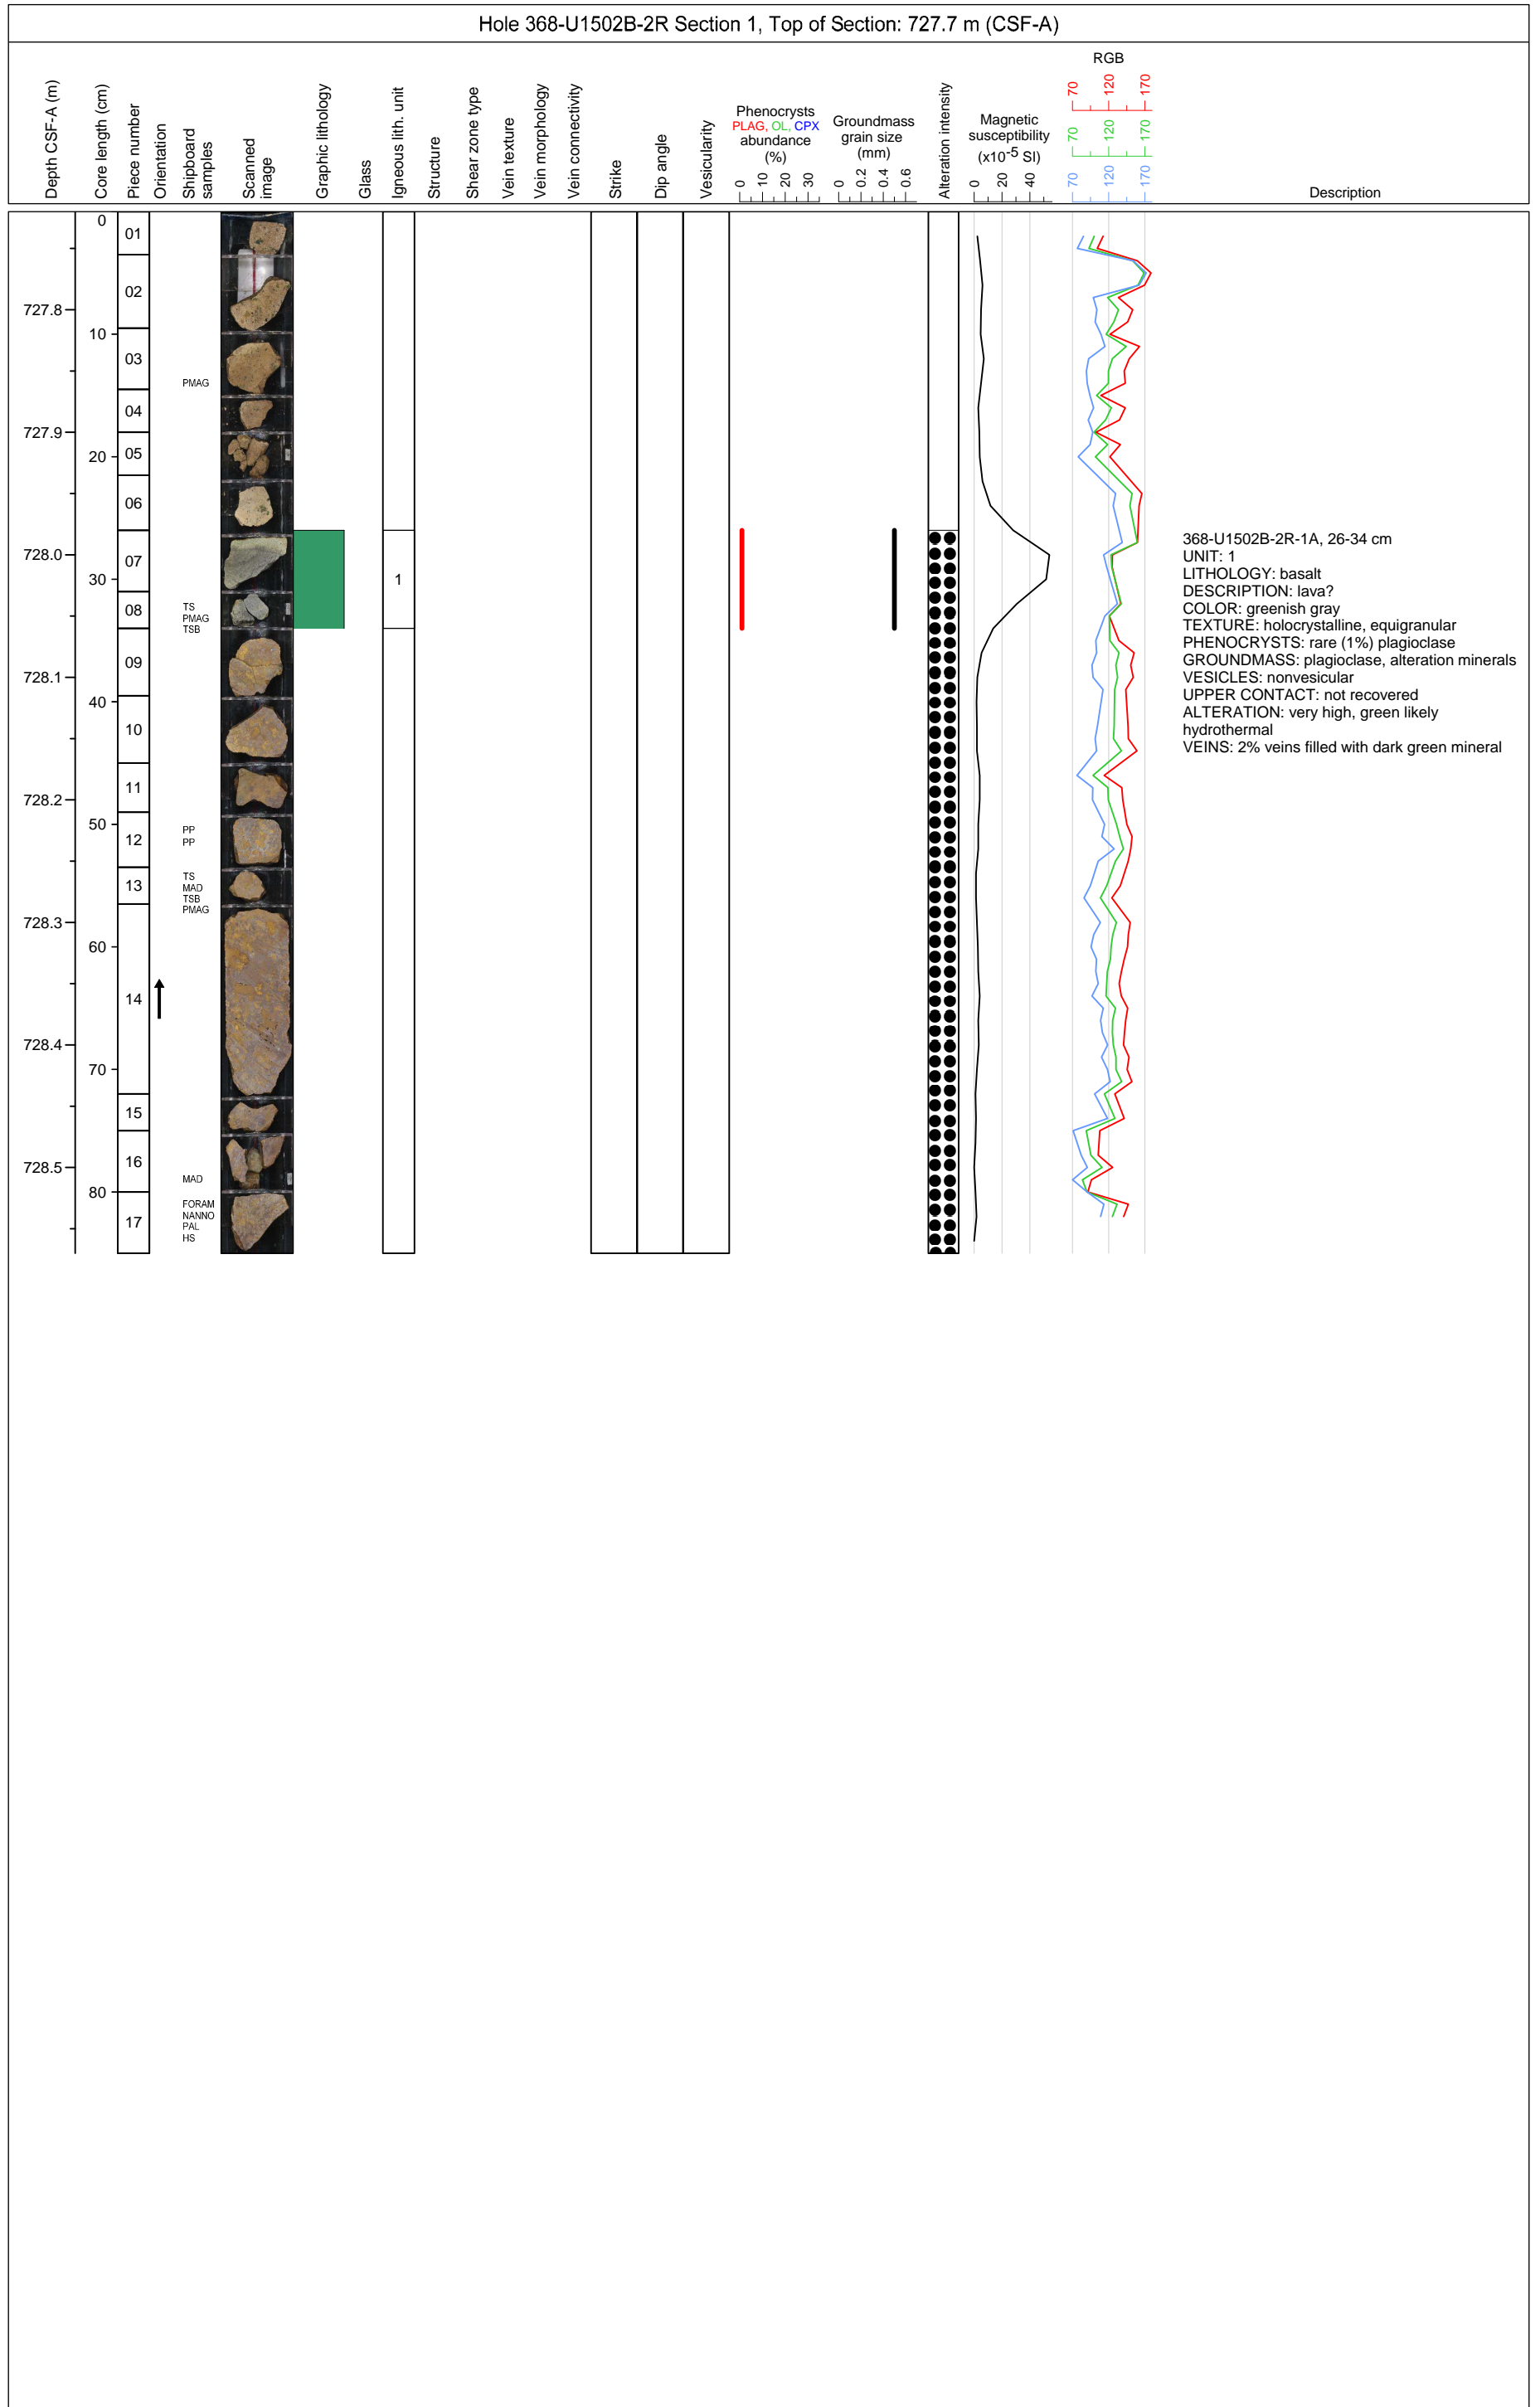 Hole 368-U1502B-2R Section 1, Top of Section: 727.7 m (CSF-A)
Depth CSF-A (m)
Core length (cm)
Piece number
Orientation
Shipboard
samples
Scanned
image
Graphic lithology
Glass
Igneous lith. unit
Structure
Shear zone type
Vein texture
Vein morphology
Vein connectivity
Strike
Dip angle
Vesicularity
Phenocrysts
PLAG, OL, CPX
abundance
(%)
0 10 20 30
Groundmass
grain size
(mm)
0 0.2 0.4 0.6
Alteration intensity
Magnetic
susceptibility
(x10-5 SI)
0 20 40
RGB
70 120 170
70 120 170
70 120 170
Description
727.8
727.9
728.0
728.1
728.2
728.3
728.4
728.5
0
10
20
30
40
50
60
70
80
01
02
03
04
05
06
07
08
09
10
11
12
13
14
15
16
17
PMAG
TS
PMAG
TSB
PP
PP
TS
MAD
TSB
PMAG
MAD
FORAM
NANNO
PAL
HS
1
368-U1502B-2R-1A, 26-34 cm
UNIT: 1
LITHOLOGY: basalt
DESCRIPTION: lava?
COLOR: greenish gray
TEXTURE: holocrystalline, equigranular
PHENOCRYSTS: rare (1%) plagioclase
GROUNDMASS: plagioclase, alteration minerals
VESICLES: nonvesicular
UPPER CONTACT: not recovered
ALTERATION: very high, green likely
hydrothermal
VEINS: 2% veins filled with dark green mineral